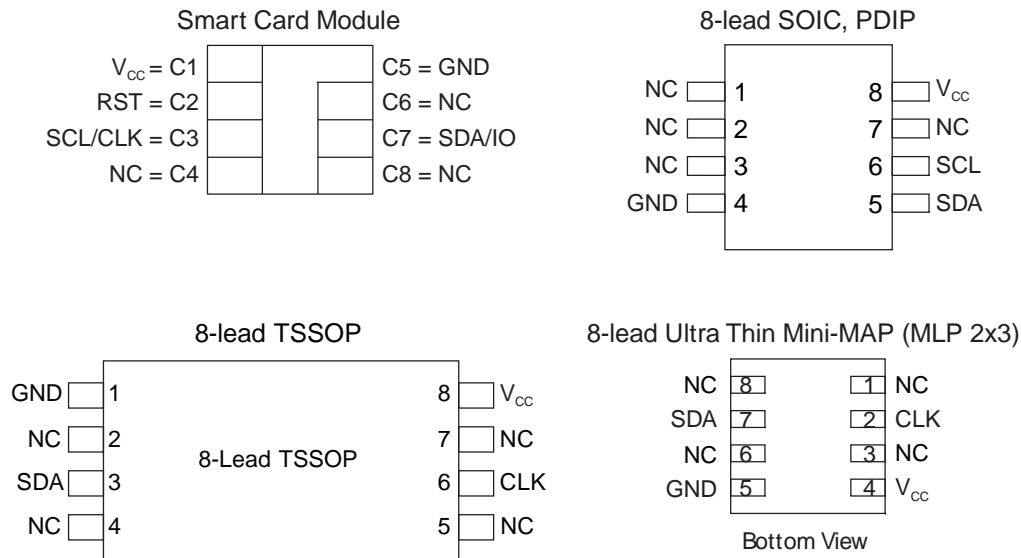 Smart Card Module
V_CC = C1
C5 = GND
RST = C2
C6 = NC
SCL/CLK = C3
C7 = SDA/IO
NC = C4
C8 = NC
8-lead SOIC, PDIP
NC 1 8 V_CC
NC 2 7 NC
NC 3 6 SCL
GND 4 5 SDA
8-lead TSSOP
GND 1 8 V_CC
NC 2 7 NC
8-Lead TSSOP
SDA 3 6 CLK
NC 4 5 NC
8-lead Ultra Thin Mini-MAP (MLP 2x3)
NC 8 1 NC
SDA 7 2 CLK
NC 6 3 NC
GND 5 4 V_CC
Bottom View